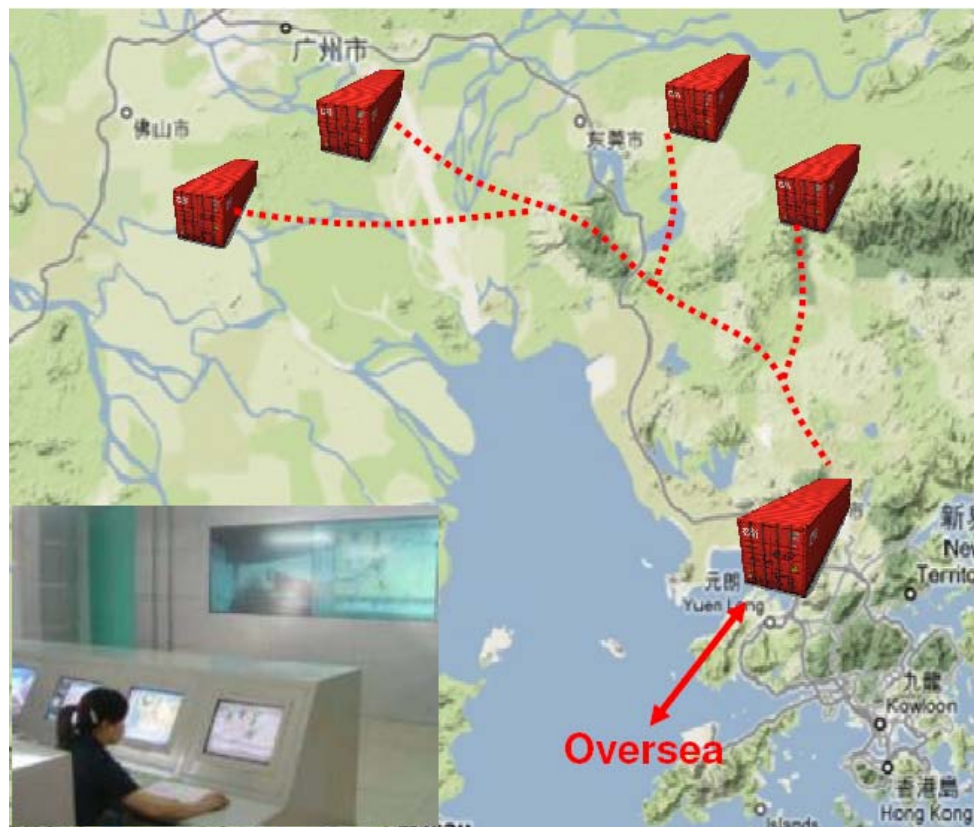 广州市
佛山市
东莞市
市
新界
New
Territo
元朗
Yuen Long
九龍
Kowloon
Oversea
香港島
Hong Kong
Islands